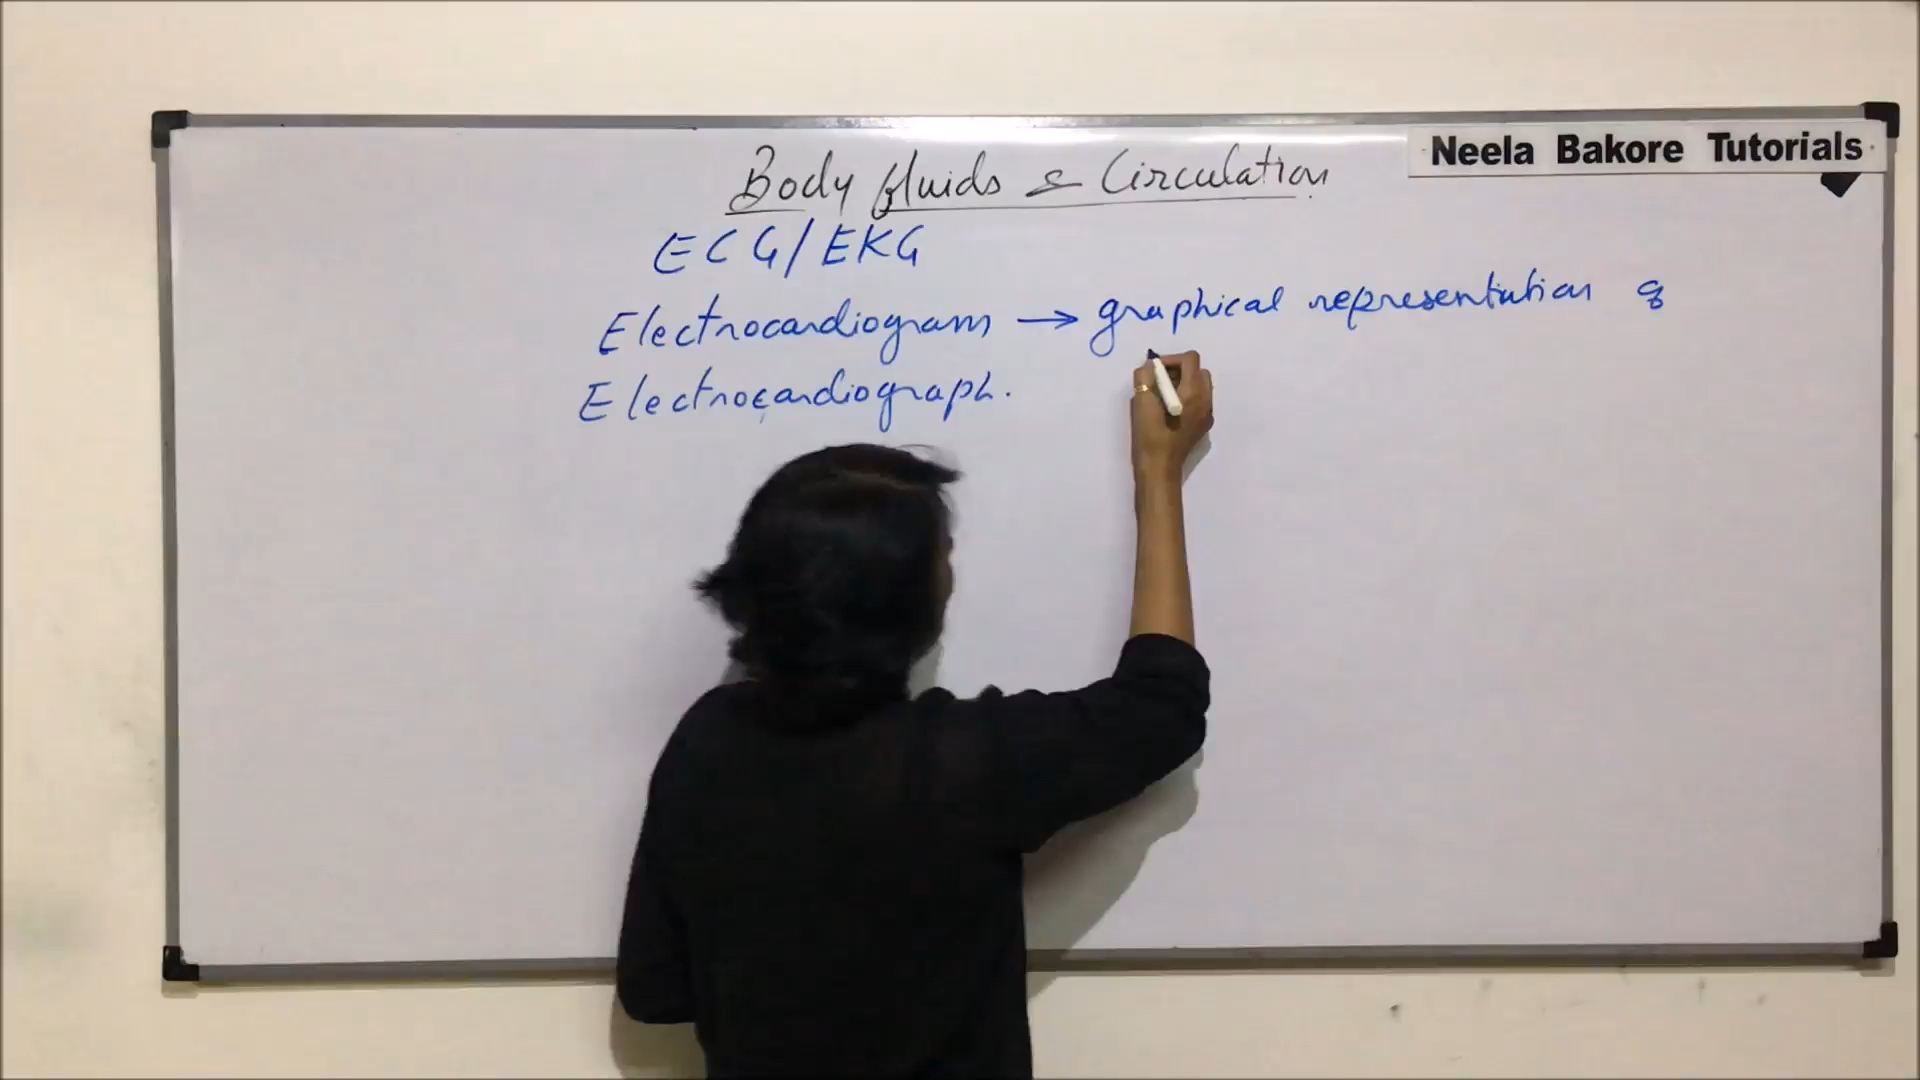 Neela Bakore Tutorials
Body fluids & Circulation
ECG/EKG
Electrocardiogram → graphical representation of
Electrocardiograph.